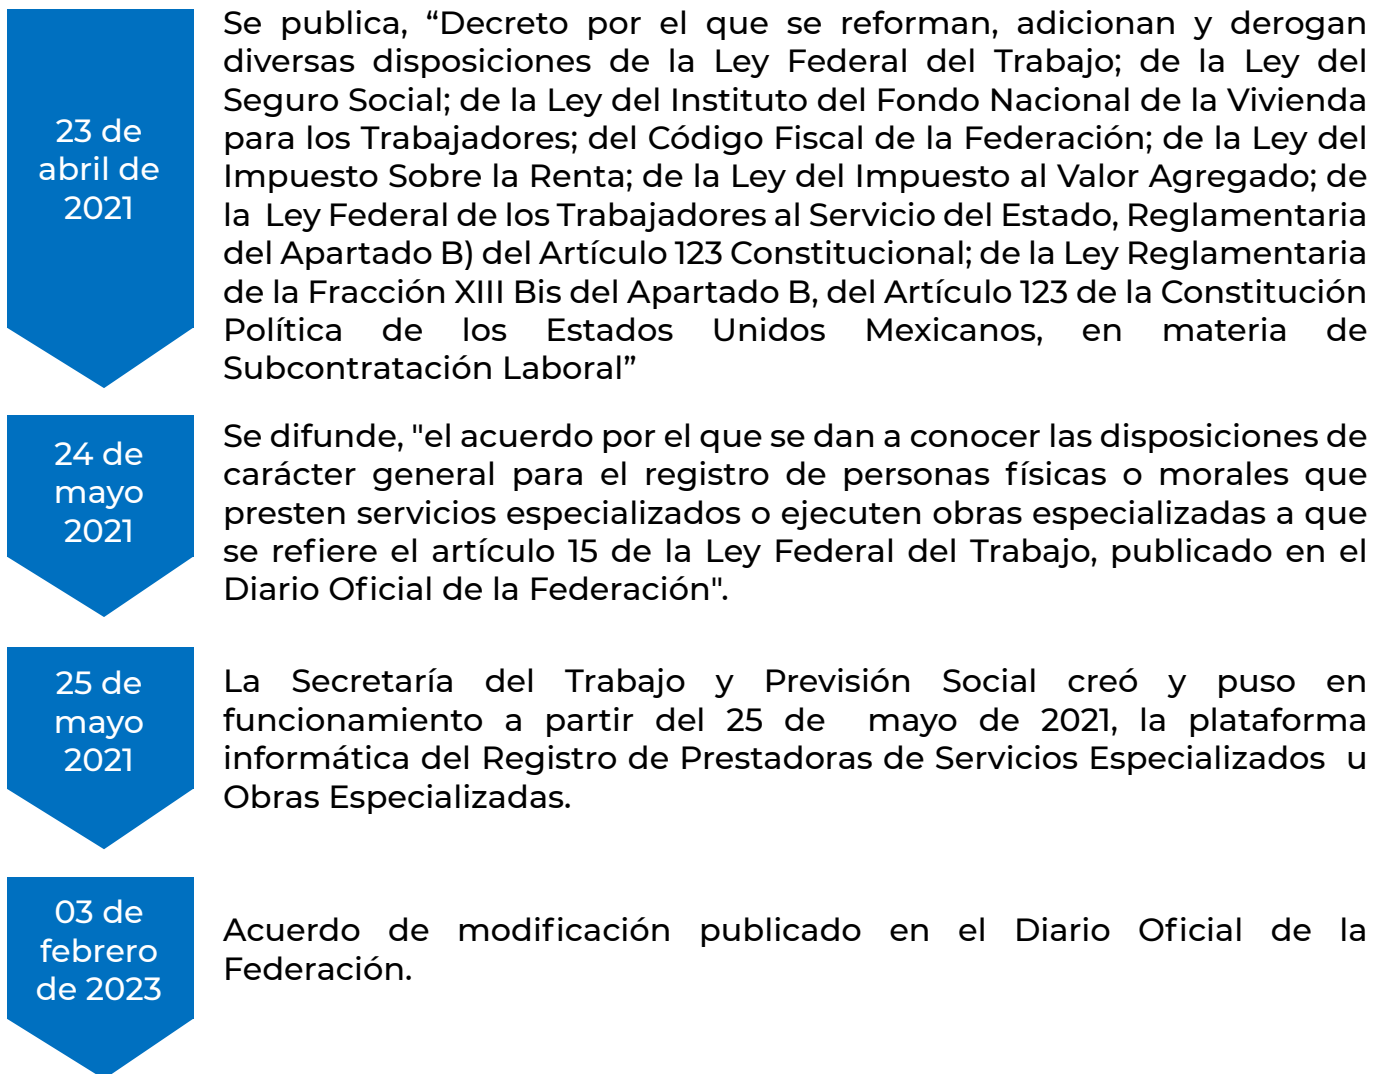 23 de
abril de
2021
Se publica, “Decreto por el que se reforman, adicionan y derogan
diversas disposiciones de la Ley Federal del Trabajo; de la Ley del
Seguro Social; de la Ley del Instituto del Fondo Nacional de la Vivienda
para los Trabajadores; del Código Fiscal de la Federación; de la Ley del
Impuesto Sobre la Renta; de la Ley del Impuesto al Valor Agregado; de
la Ley Federal de los Trabajadores al Servicio del Estado, Reglamentaria
del Apartado B) del Artículo 123 Constitucional; de la Ley Reglamentaria
de la Fracción XIII Bis del Apartado B, del Artículo 123 de la Constitución
Política de los Estados Unidos Mexicanos, en materia de
Subcontratación Laboral”
24 de
mayo
2021
Se difunde, "el acuerdo por el que se dan a conocer las disposiciones de
carácter general para el registro de personas físicas o morales que
presten servicios especializados o ejecuten obras especializadas a que
se refiere el artículo 15 de la Ley Federal del Trabajo, publicado en el
Diario Oficial de la Federación".
25 de
mayo
2021
La Secretaría del Trabajo y Previsión Social creó y puso en
funcionamiento a partir del 25 de mayo de 2021, la plataforma
informática del Registro de Prestadoras de Servicios Especializados u
Obras Especializadas.
03 de
febrero
de 2023
Acuerdo de modificación publicado en el Diario Oficial de la
Federación.